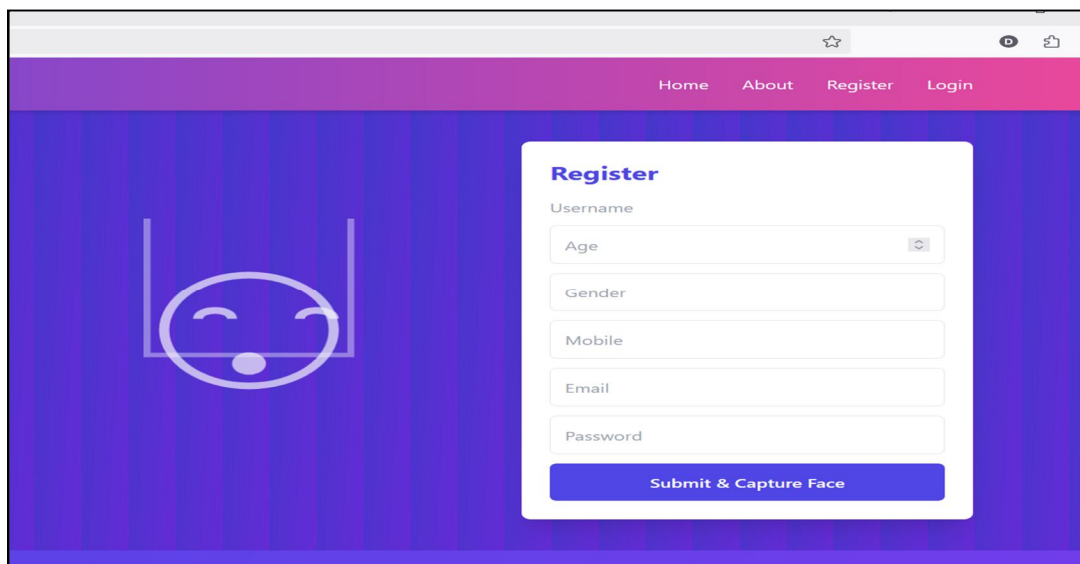 D
Home About Register Login
Register
Username
Age
Gender
Mobile
Email
Password
Submit & Capture Face